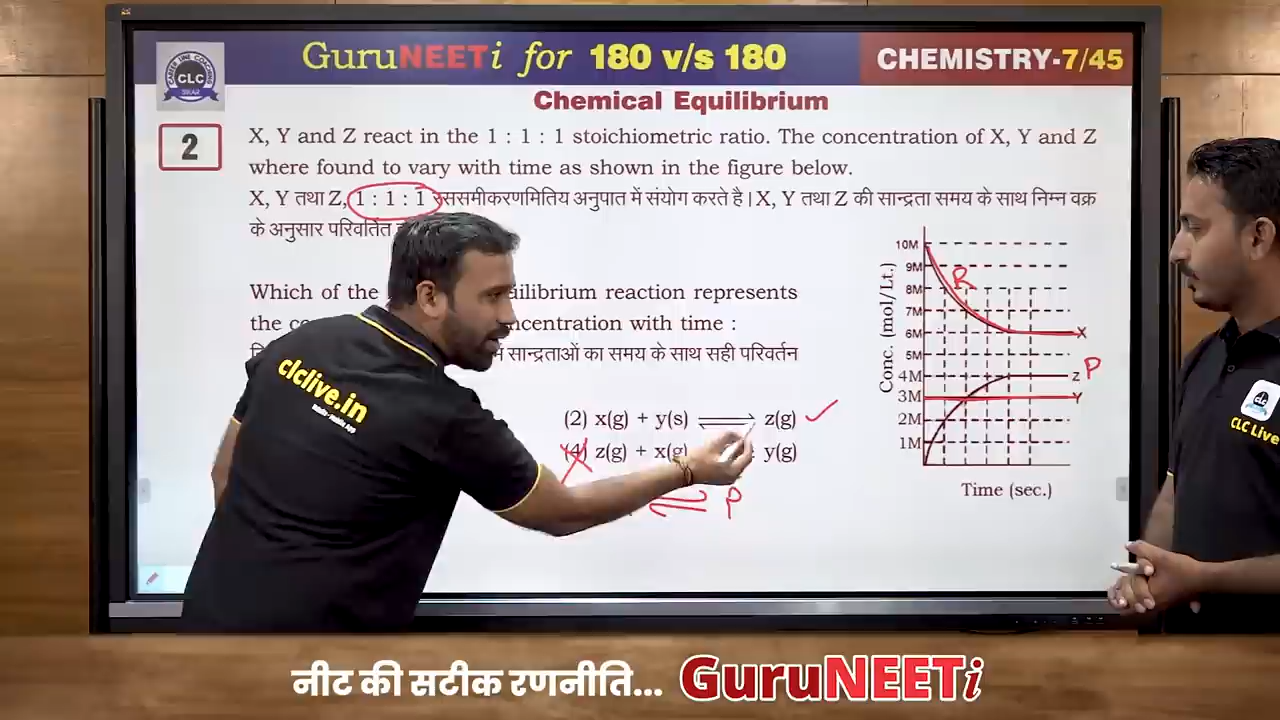 GuruNEETi for 180 v/s 180
CHEMISTRY-7/45
CLC
SIKAR
Chemical Equilibrium
2
X, Y and Z react in the 1 : 1 : 1 stoichiometric ratio. The concentration of X, Y and Z
where found to vary with time as shown in the figure below.
X, Y तथा Z, 1 : 1 : 1 रससमीकरणमितिय अनुपात में संयोग करते है। X, Y तथा Z की सान्द्रता समय के साथ निम्न वक्र
के अनुसार परिवर्तित
Which of the uilibrium reaction represents
the ncentration with time :
में सान्द्रताओं का समय के साथ सही परिवर्तन
(2) x(g) + y(s) z(g)
(4) z(g) + x(g) y(g)
P
Conc. (mol/Lt.)
10M
9M
8M
7M
6M
5M
4M
3M
2M
1M
R
X
Z P
Y
Time (sec.)
clclive.in
CLC Live
नीट की सटीक रणनीति... GuruNEETi